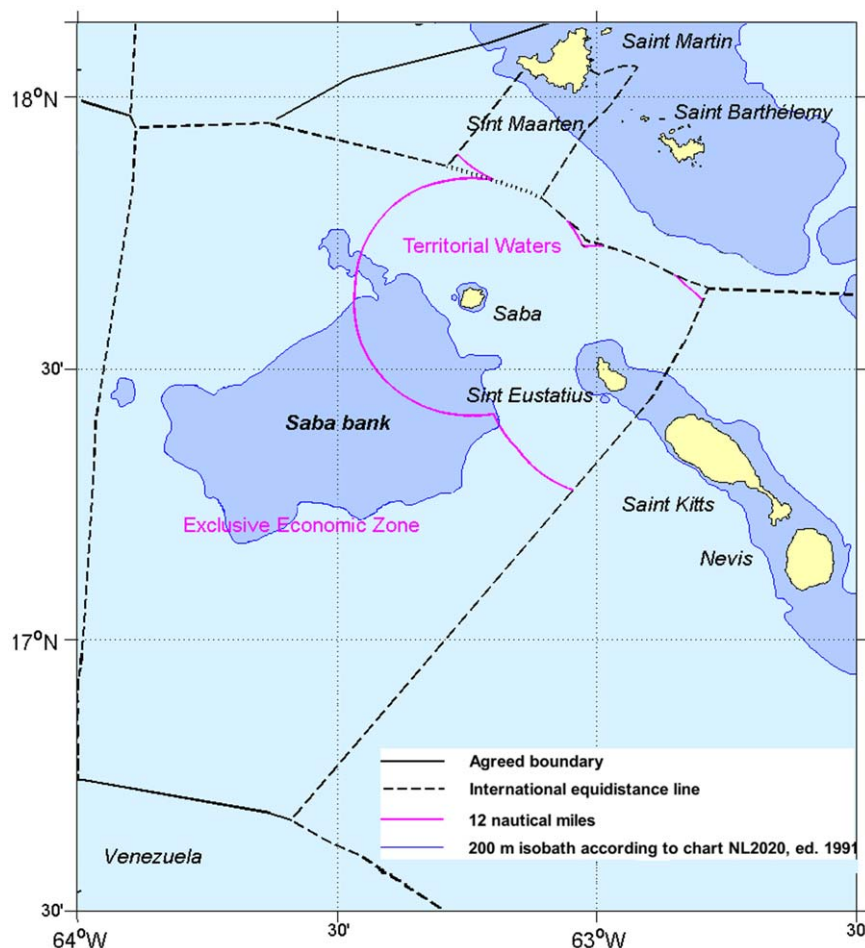 Saint Martin
18°N
Sint Maarten
Saint Barthélemy
Territorial Waters
Saba
30'
Sint Eustatius
Saba bank
Saint Kitts
Exclusive Economic Zone
Nevis
17°N
Agreed boundary
International equidistance line
12 nautical miles
200 m isobath according to chart NL2020, ed. 1991
Venezuela
30'
64°W
30'
63°W
30